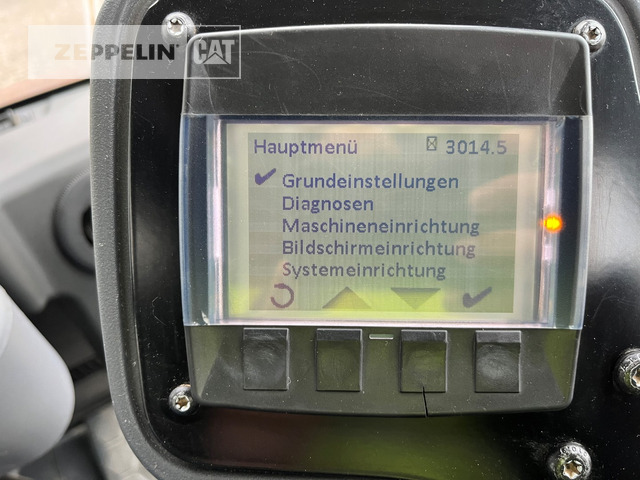 ZEPPELIN CAT
Hauptmenü 3014.5
Grundeinstellungen
Diagnosen
Maschineneinrichtung
Bildschirmeinrichtung
Systemeinrichtung